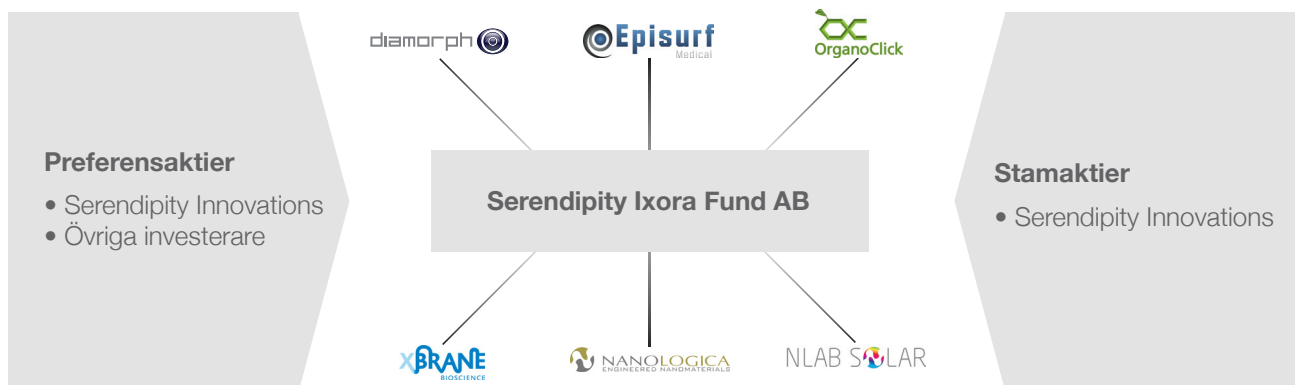 diamorph
Episurf
Medical
OC
OrganoClick
Preferensaktier
• Serendipity Innovations
• Övriga investerare
Serendipity Ixora Fund AB
Stamaktier
• Serendipity Innovations
XBRANE
BIOSCIENCE
NANOLOGICA
ENGINEERED NANOMATERIALS
NLAB SOLAR